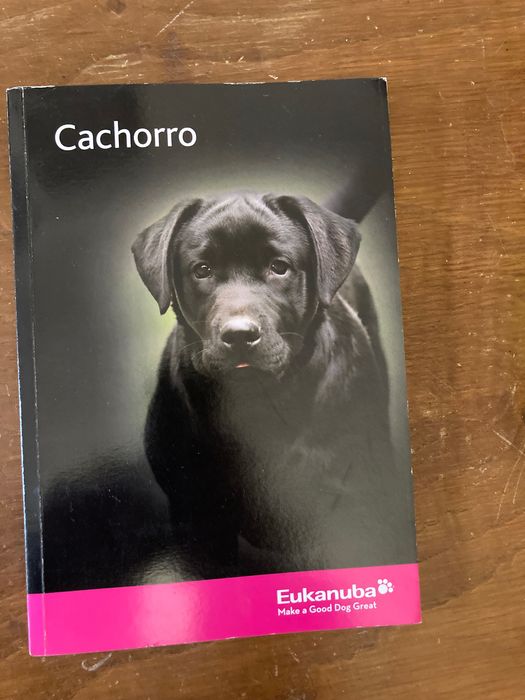 Cachorro
Eukanuba
Make a Good Dog Great